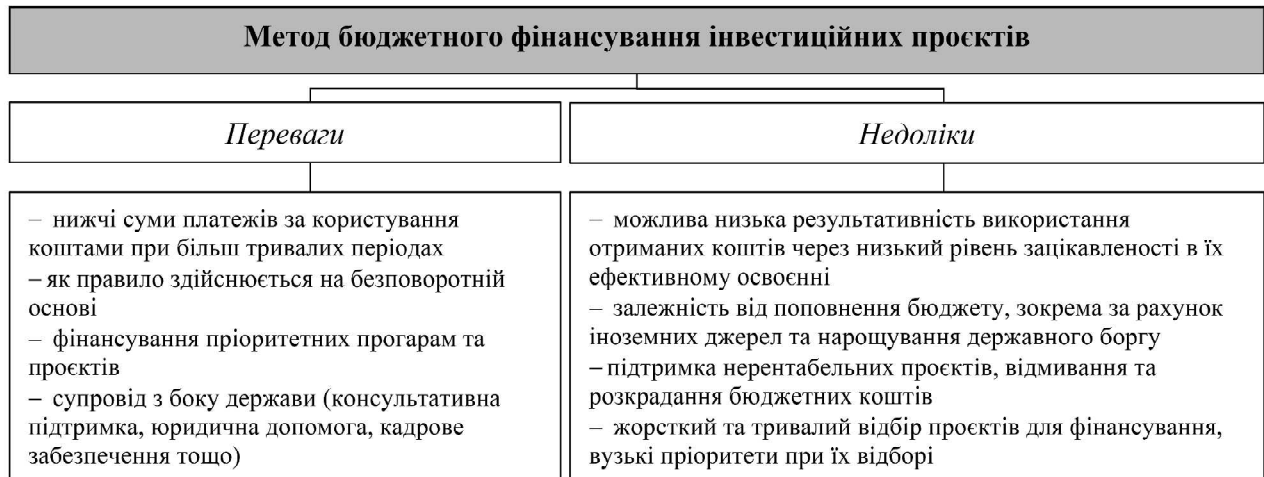 Метод бюджетного фінансування інвестиційних проєктів
Переваги
Недоліки
– нижчі суми платежів за користування
коштами при більш тривалих періодах
– як правило здійснюється на безповоротній
основі
– фінансування пріоритетних прогарам та
проєктів
– супровід з боку держави (консультативна
підтримка, юридична допомога, кадрове
забезпечення тощо)
– можлива низька результативність використання
отриманих коштів через низький рівень зацікавленості в їх
ефективному освоєнні
– залежність від поповнення бюджету, зокрема за рахунок
іноземних джерел та нарощування державного боргу
– підтримка нерентабельних проєктів, відмивання та
розкрадання бюджетних коштів
– жорсткий та тривалий відбір проєктів для фінансування,
вузькі пріоритети при їх відборі